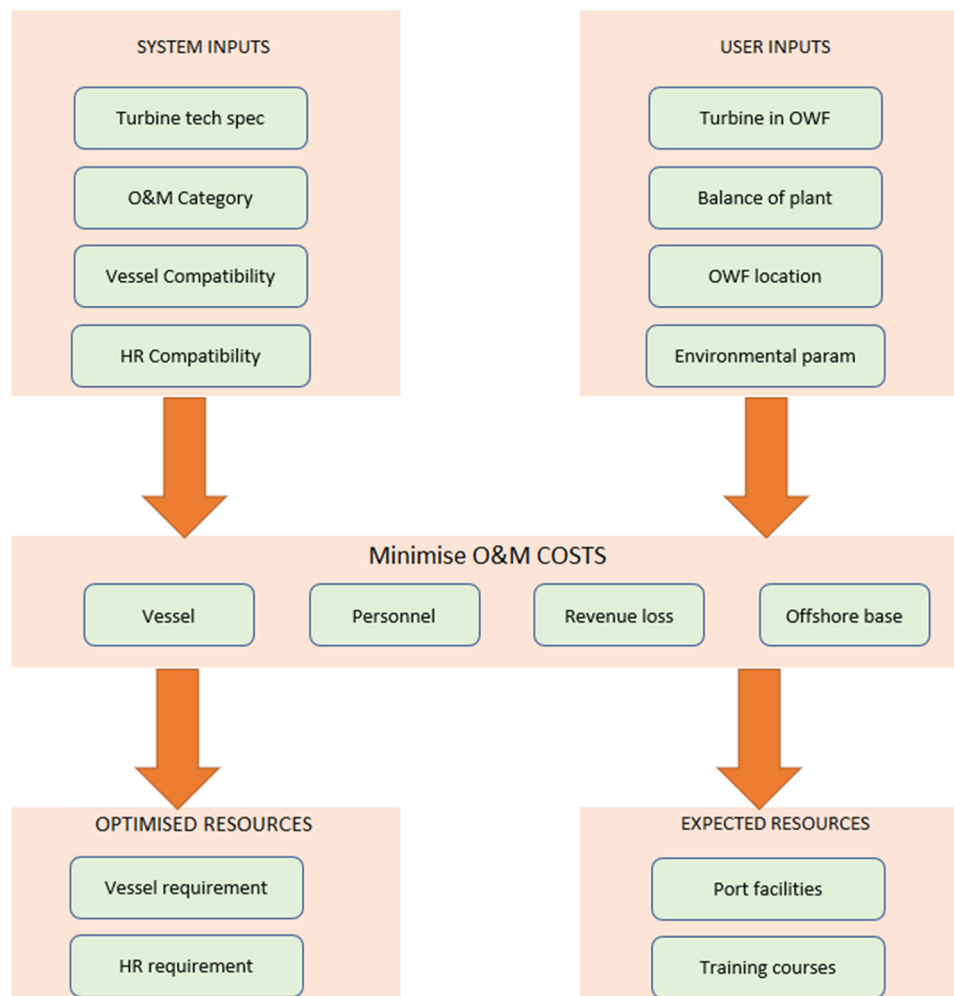 SYSTEM INPUTS
Turbine tech spec
O&M Category
Vessel Compatibility
HR Compatibility
USER INPUTS
Turbine in OWF
Balance of plant
OWF location
Environmental param
Minimise O&M COSTS
Vessel
Personnel
Revenue loss
Offshore base
OPTIMISED RESOURCES
Vessel requirement
HR requirement
EXPECTED RESOURCES
Port facilities
Training courses